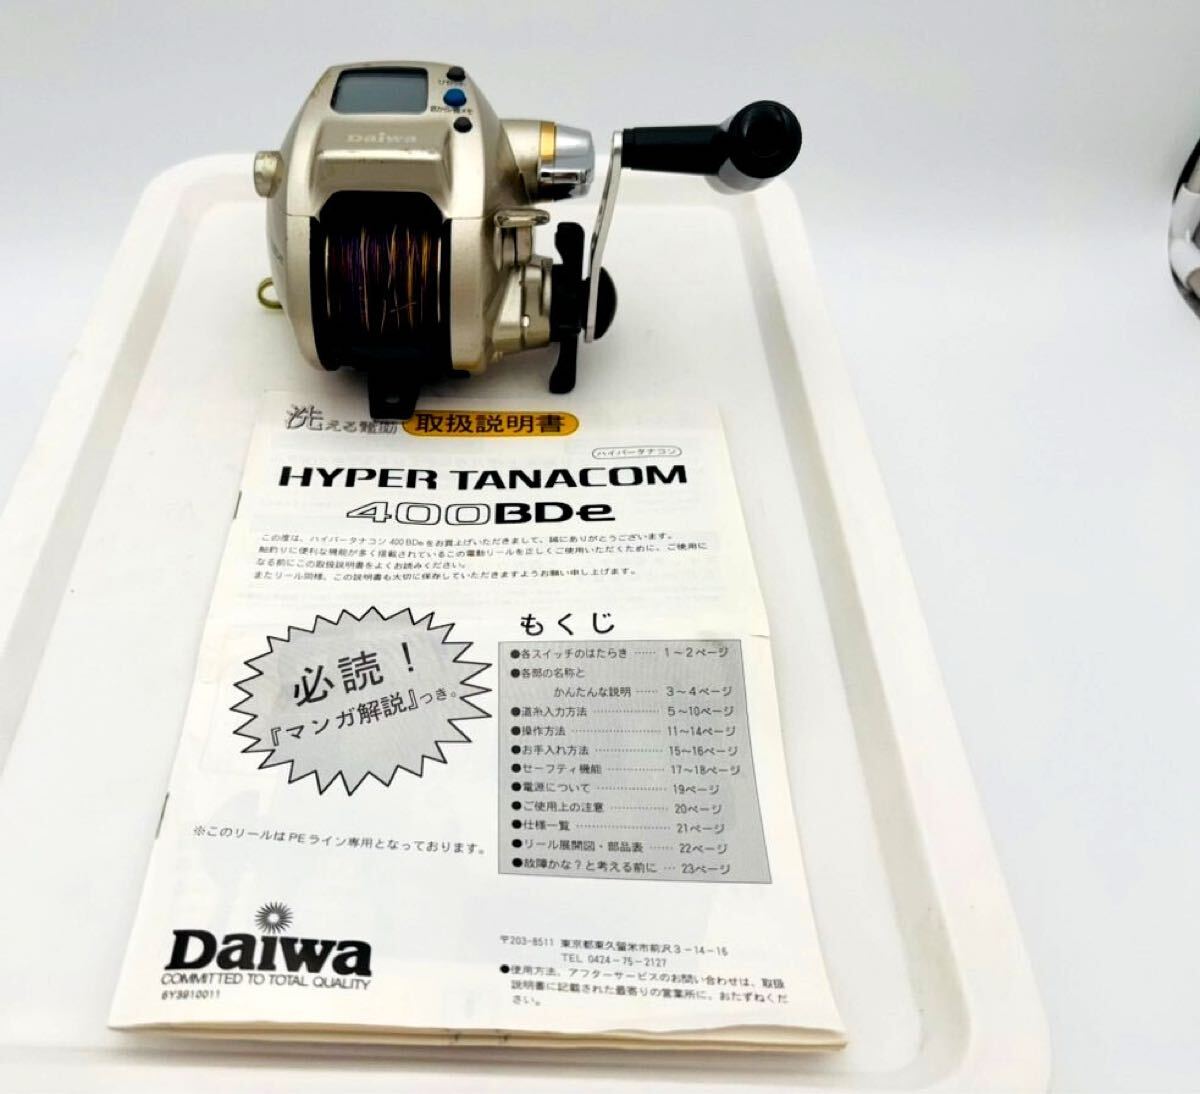 Daiwa
洗える電動 取扱説明書
ハイパータナコン
HYPER TANACOM
400BDe
この度は、ハイパータナコン400BDeをお買上げいただきまして、誠にありがとうございます。
船釣りに便利な機能が多く搭載されているこの電動リールを正しくご使用いただくために、ご使用に
なる前にこの取扱説明書をよくお読みください。
またリール同様、この説明書も大切に保存していただきますようお願い申し上げます。
必読！
『マンガ解説』つき。
もくじ
●各スイッチのはたらき …… 1～2ページ
●各部の名称と
かんたんな説明 …… 3～4ページ
●道糸入力方法 …………… 5～10ページ
●操作方法 ………………… 11～14ページ
●お手入れ方法 …………… 15～16ページ
●セーフティ機能 …………… 17～18ページ
●電源について ……………… 19ページ
●ご使用上の注意 …………… 20ページ
●仕様一覧 …………………… 21ページ
●リール展開図・部品表 …… 22ページ
●故障かな？と考える前に … 23ページ
※このリールはPEライン専用となっております。
Daiwa
COMMITTED TO TOTAL QUALITY
6Y3910011
〒203-8511 東京都東久留米市前沢3-14-16
TEL 0424-75-2127
●使用方法、アフターサービスのお問い合わせは、取扱
説明書に記載された最寄りの営業所に、おたずねくだ
さい。